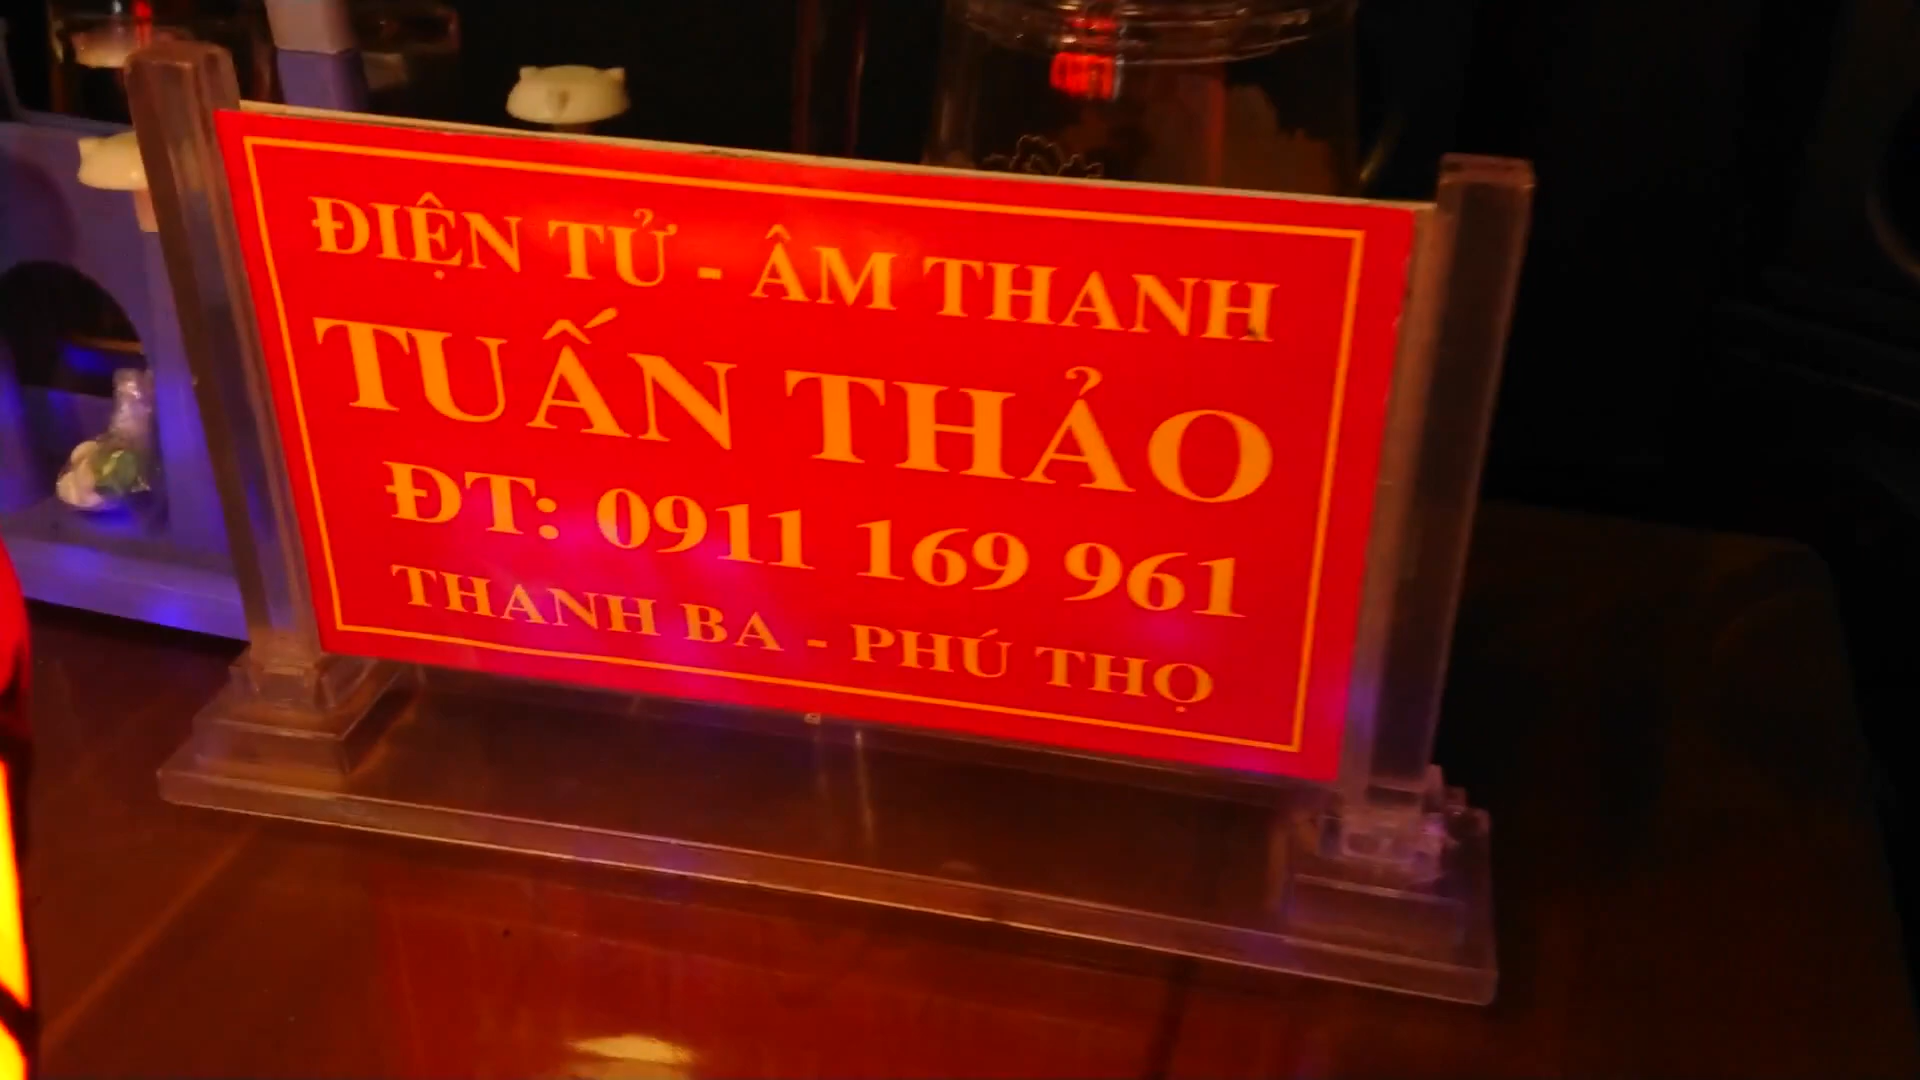 ĐIỆN TỬ - ÂM THANH
TUẤN THẢO
ĐT: 0911 169 961
THANH BA - PHÚ THỌ